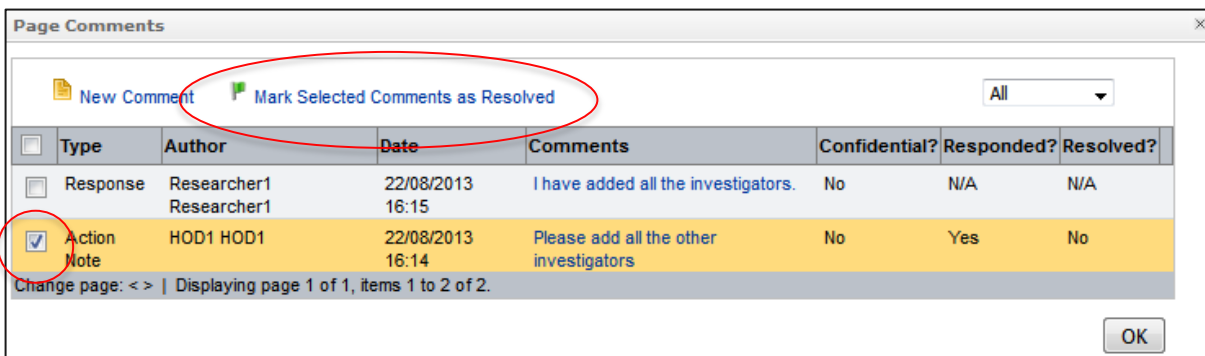 Page Comments
New Comment Mark Selected Comments as Resolved All
Type Author Date Comments Confidential? Responded? Resolved?
Response Researcher1 22/08/2013 I have added all the investigators. No N/A N/A
Researcher1 16:15
Action HOD1 HOD1 22/08/2013 Please add all the other No Yes No
Note 16:14 investigators
Change page: < > | Displaying page 1 of 1, items 1 to 2 of 2.
OK